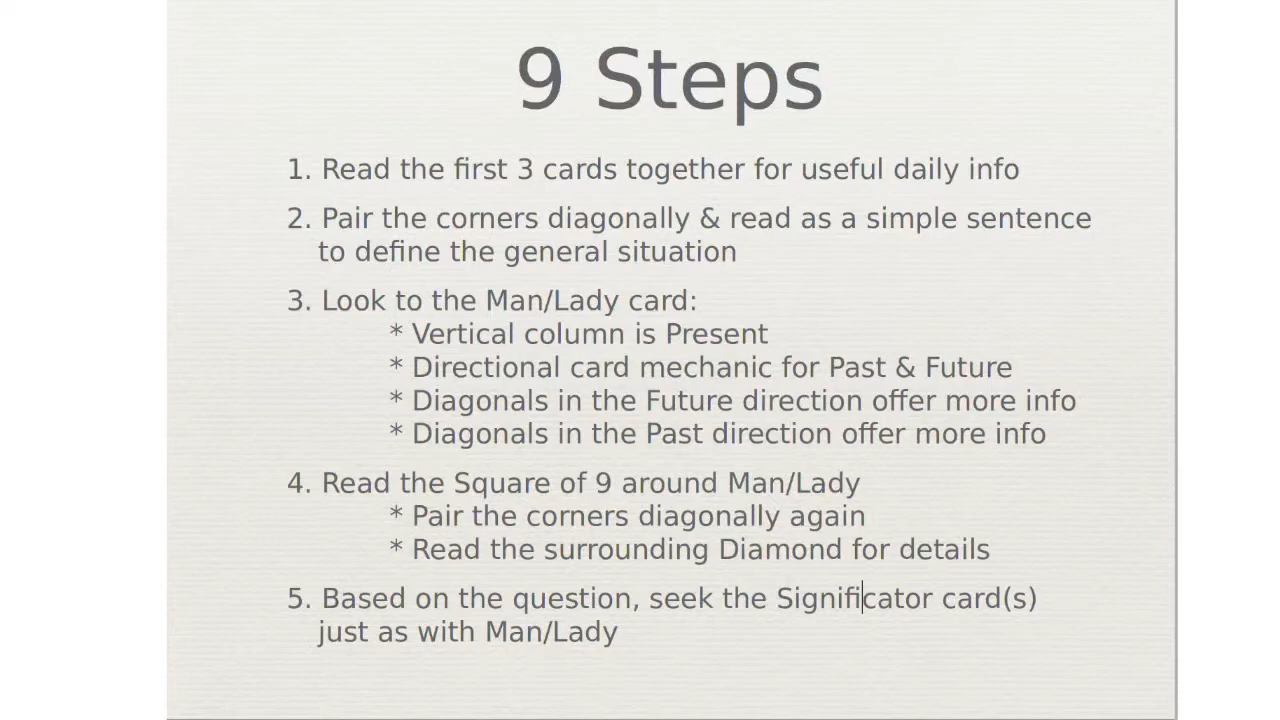 9 Steps
1. Read the first 3 cards together for useful daily info
2. Pair the corners diagonally & read as a simple sentence
to define the general situation
3. Look to the Man/Lady card:
* Vertical column is Present
* Directional card mechanic for Past & Future
* Diagonals in the Future direction offer more info
* Diagonals in the Past direction offer more info
4. Read the Square of 9 around Man/Lady
* Pair the corners diagonally again
* Read the surrounding Diamond for details
5. Based on the question, seek the Significator card(s)
just as with Man/Lady